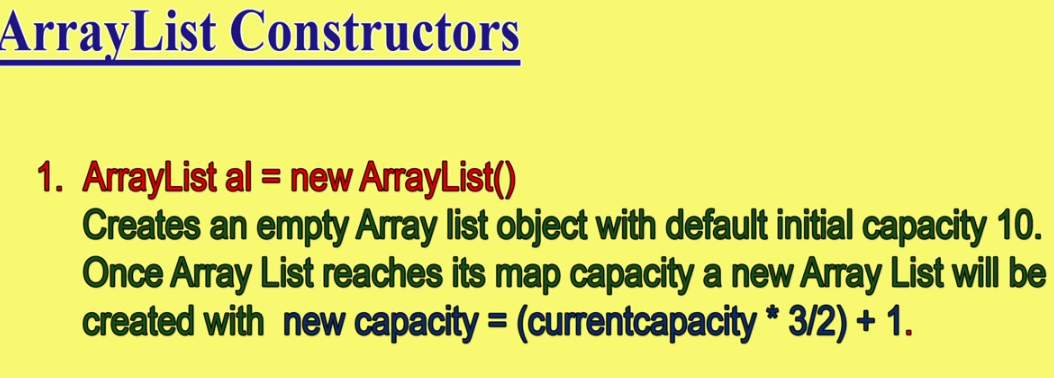 ArrayList Constructors
1. ArrayList al = new ArrayList()
Creates an empty Array list object with default initial capacity 10.
Once Array List reaches its map capacity a new Array List will be
created with new capacity = (currentcapacity * 3/2) + 1.